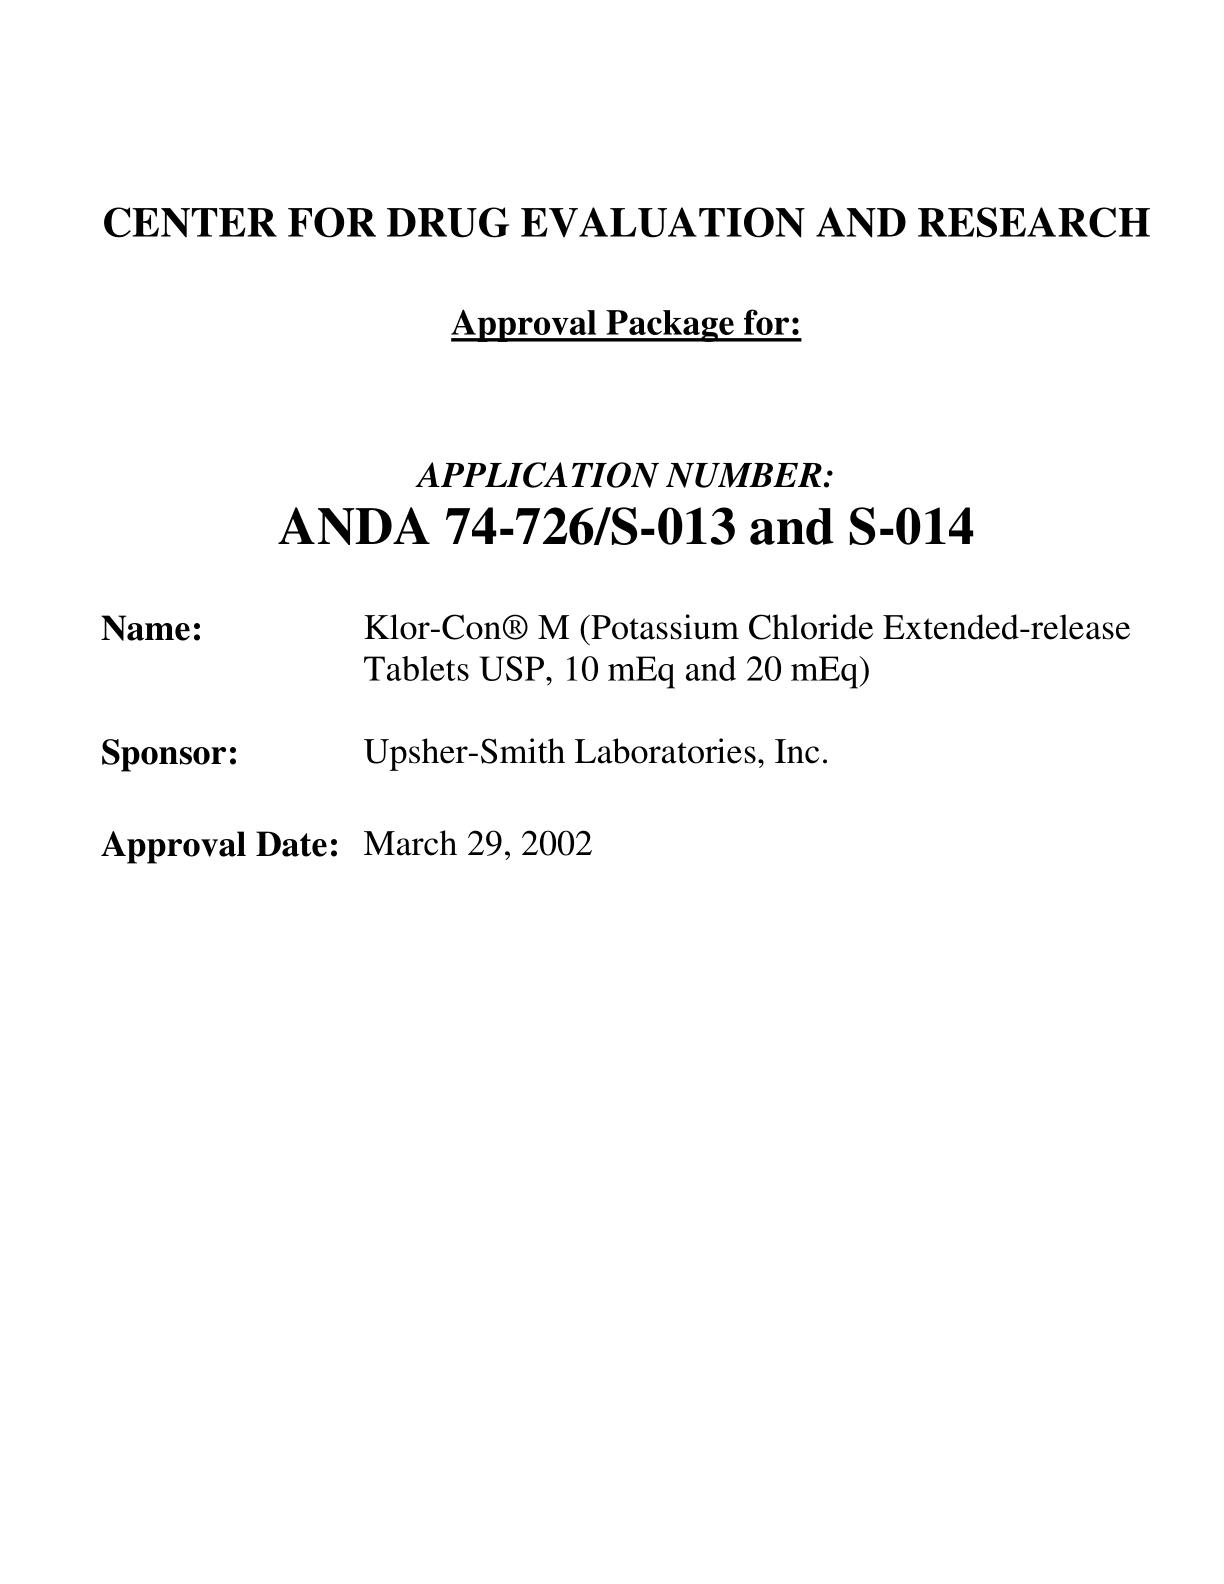 CENTER FOR DRUG EVALUATION AND RESEARCH
Approval Package for:
APPLICATION NUMBER:
ANDA 74-726/S-013 and S-014
Name: Klor-Con® M (Potassium Chloride Extended-release
Tablets USP, 10 mEq and 20 mEq)
Sponsor: Upsher-Smith Laboratories, Inc.
Approval Date: March 29, 2002